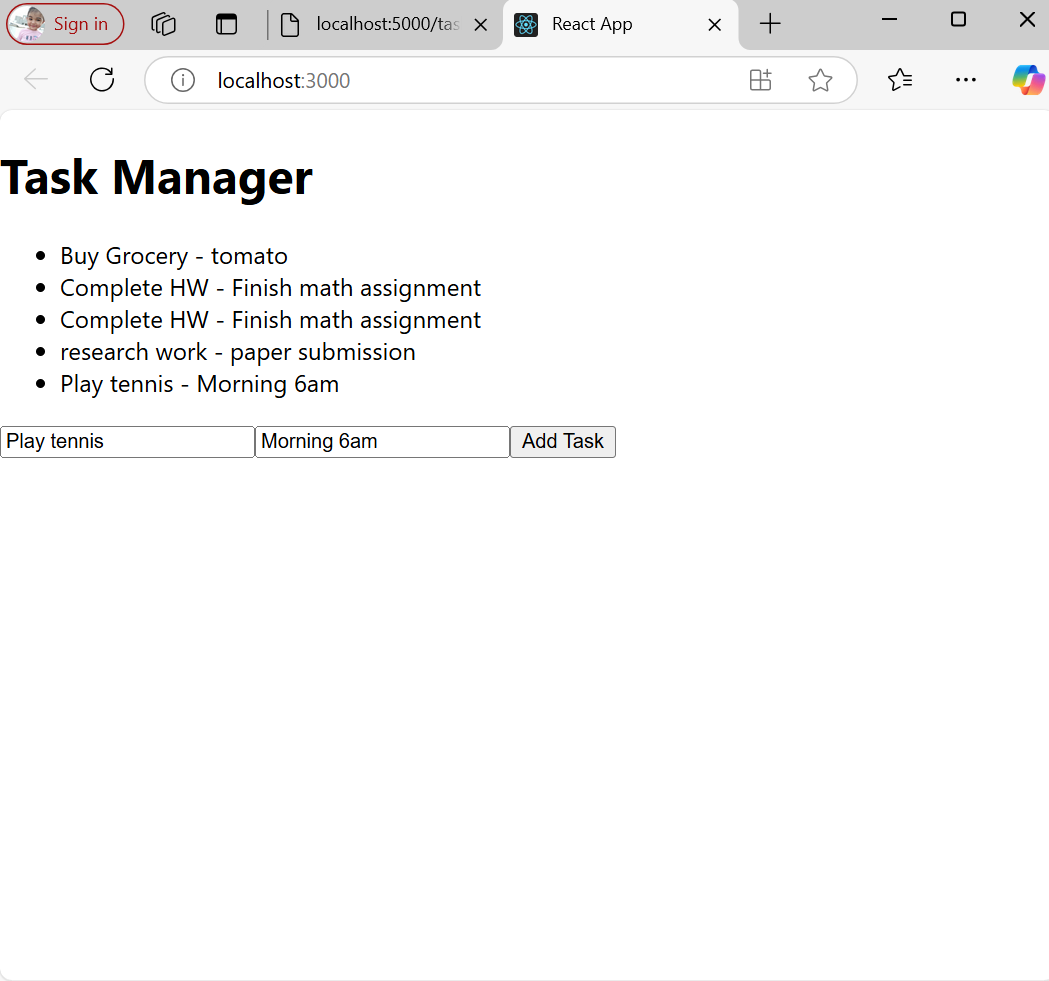 Sign in
localhost:5000/tas
React App
localhost:3000
Task Manager
Buy Grocery - tomato
Complete HW - Finish math assignment
Complete HW - Finish math assignment
research work - paper submission
Play tennis - Morning 6am
Play tennis Morning 6am Add Task